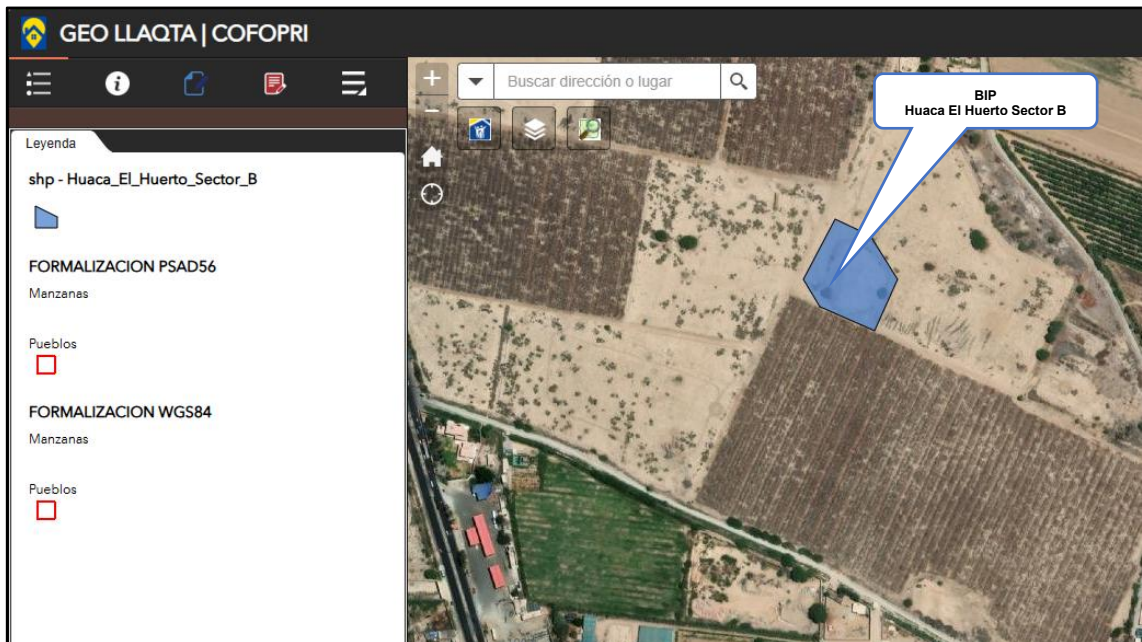 GEO LLAQTA | COFOPRI
Buscar dirección o lugar
BIP
Huaca El Huerto Sector B
Leyenda
shp - Huaca_El_Huerto_Sector_B
FORMALIZACION PSAD56
Manzanas
Pueblos
FORMALIZACION WGS84
Manzanas
Pueblos